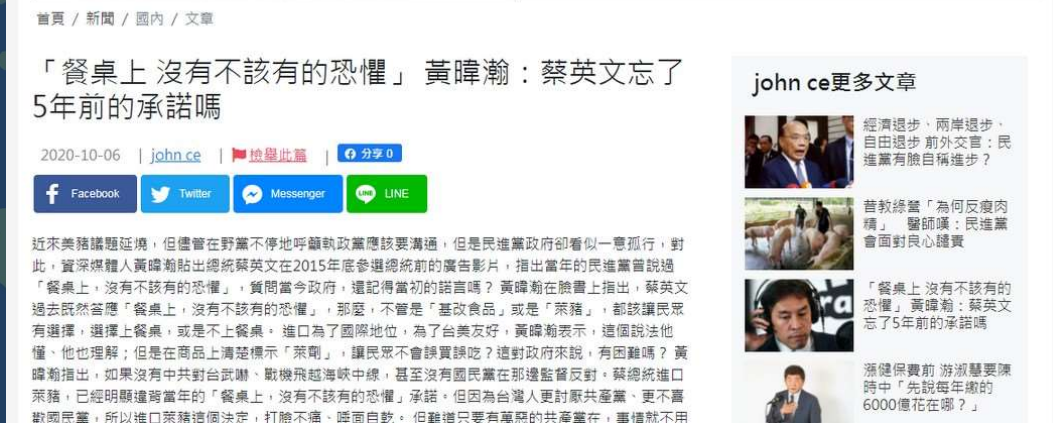 首頁 / 新聞 / 國內 / 文章
「餐桌上 沒有不該有的恐懼」 黃暐瀚：蔡英文忘了
5年前的承諾嗎
2020-10-06 | john ce | 檢舉此篇 | 分享 0
Facebook Twitter Messenger LINE
近來美豬議題延燒，但儘管在野黨不停地呼籲執政黨應該要溝通，但是民進黨政府卻看似一意孤行，對
此，資深媒體人黃暐瀚貼出總統蔡英文在2015年底參選總統前的廣告影片，指出當年的民進黨曾說過
「餐桌上，沒有不該有的恐懼」，質問當今政府，還記得當初的諾言嗎？ 黃暐瀚在臉書上指出，蔡英文
過去既然答應「餐桌上，沒有不該有的恐懼」，那麼，不管是「基改食品」或是「萊豬」，都該讓民眾
有選擇，選擇上餐桌，或是不上餐桌。 進口為了國際地位，為了台美友好，黃暐瀚表示，這個說法他
懂、他也理解；但是在商品上清楚標示「萊劑」，讓民眾不會誤買誤吃？這對政府來說，有困難嗎？ 黃
暐瀚指出，如果沒有中共對台武嚇、戰機飛越海峽中線，甚至沒有國民黨在那邊監督反對。蔡總統進口
萊豬，已經明顯違背當年的「餐桌上，沒有不該有的恐懼」承諾。但因為台灣人更討厭共產黨、更不喜
歡國民黨，所以進口萊豬這個決定，打臉不痛、唾面自乾。 但難道只要有萬惡的共產黨在，事情就不用
john ce更多文章
經濟退步、兩岸退步、
自由退步 前外交官：民
進黨有臉自稱進步？
昔教綠營「為何反瘦肉
精」 醫師嘆：民進黨
會面對良心譴責
「餐桌上 沒有不該有的
恐懼」 黃暐瀚：蔡英文
忘了5年前的承諾嗎
漲健保費前 游淑慧要陳
時中「先說每年繳的
6000億花在哪？」